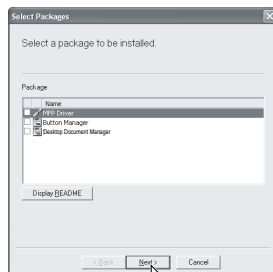 Select Packages
Select a package to be installed.
Package
Name
MFP Driver
Button Manager
Desktop Document Manager
Display README
< Back
Next >
Cancel